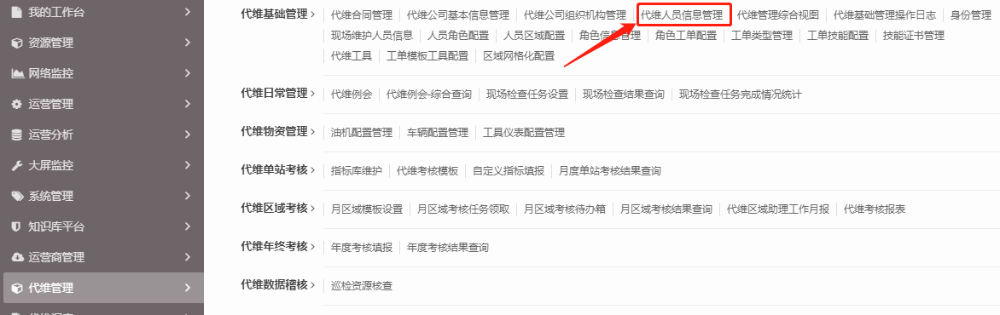 我的工作台
资源管理
网络监控
运营管理
运营分析
大屏监控
系统管理
知识库平台
运营商管理
代维管理
代维基础管理 代维合同管理 代维公司基本信息管理 代维公司组织机构管理 代维人员信息管理 代维管理综合视图 代维基础管理操作日志 身份管理
现场维护人员信息 人员角色配置 人员区域配置 角色信息管理 角色工单配置 工单类型管理 工单技能配置 技能证书管理
代维工具 工单模板工具配置 区域网格化配置
代维日常管理 代维例会 代维例会-综合查询 现场检查任务设置 现场检查结果查询 现场检查任务完成情况统计
代维物资管理 油机配置管理 车辆配置管理 工具仪表配置管理
代维单站考核 指标库维护 代维考核模板 自定义指标填报 月度单站考核结果查询
代维区域考核 月区域模板设置 月区域考核任务领取 月区域考核待办箱 月区域考核结果查询 代维区域助理工作月报 代维考核报表
代维年终考核 年度考核填报 年度考核结果查询
代维数据稽核 巡检资源核查